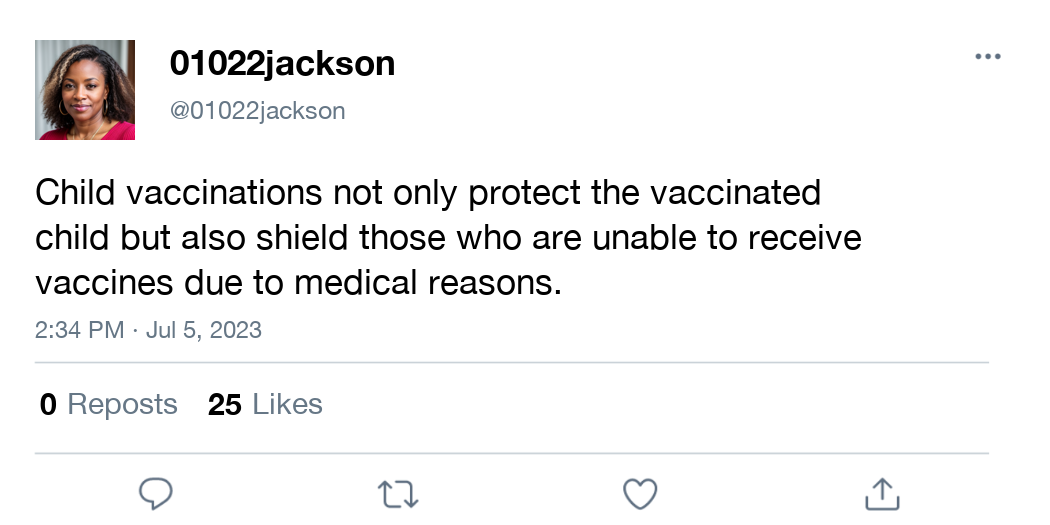 01022jackson
@01022jackson
Child vaccinations not only protect the vaccinated
child but also shield those who are unable to receive
vaccines due to medical reasons.
2:34 PM · Jul 5, 2023
0 Reposts 25 Likes